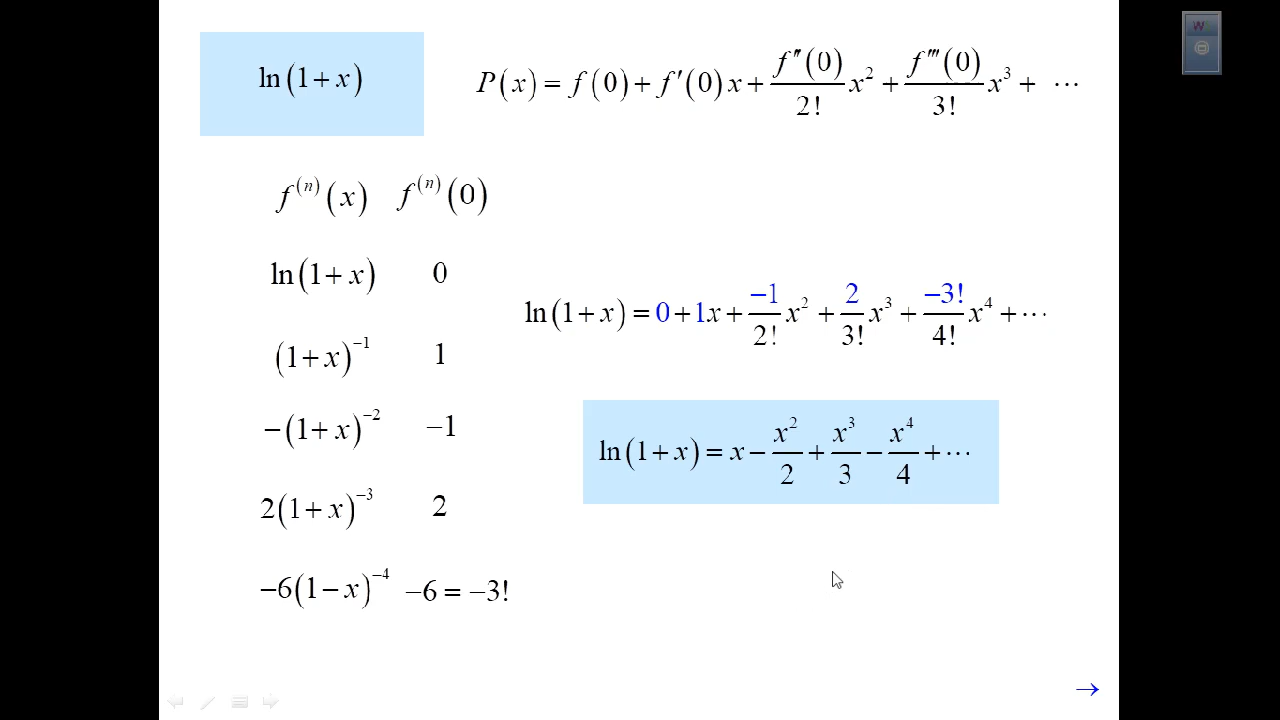 ln(1 + x)
P(x) = f(0) + f′(0)x + f″(0)/2! x² + f‴(0)/3! x³ + ⋯
f⁽ⁿ⁾(x) f⁽ⁿ⁾(0)
ln(1 + x) 0
ln(1 + x) = 0 + 1x + −1/2! x² + 2/3! x³ + −3!/4! x⁴ + ⋯
(1 + x)⁻¹ 1
−(1 + x)⁻² −1
ln(1 + x) = x − x²/2 + x³/3 − x⁴/4 + ⋯
2(1 + x)⁻³ 2
−6(1 − x)⁻⁴ −6 = −3!
→